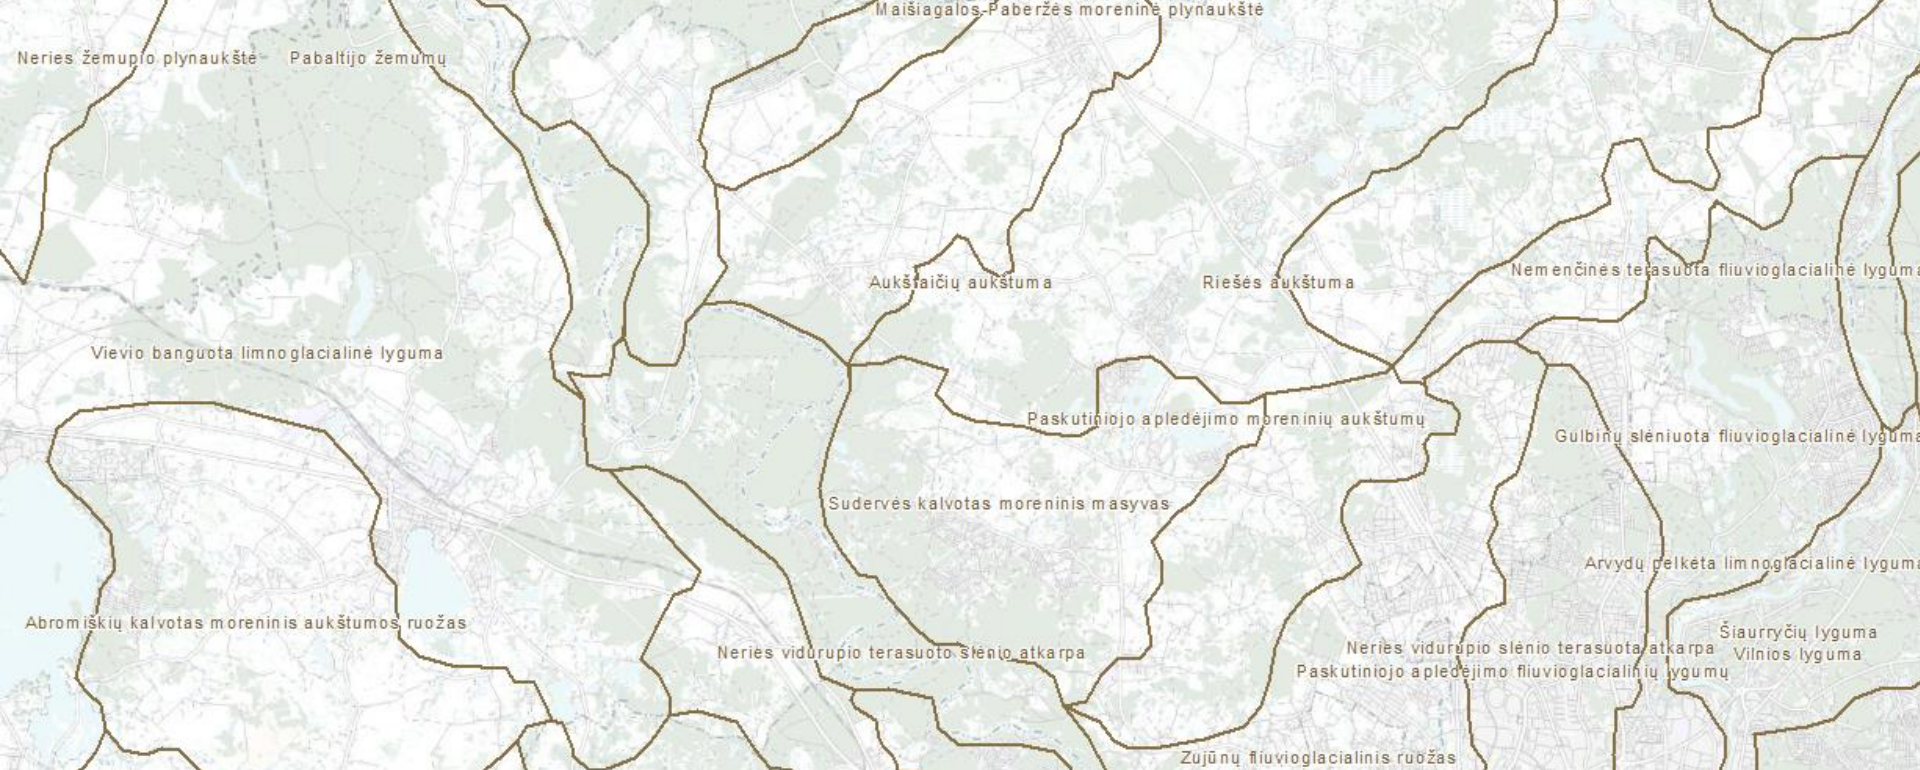 Maišiagalos-Paberžės moreninė plynaukštė
Neries žemupio plynaukštė
Pabaltijo žemumų
Nemenčinės terasuota fliuvioglacialinė lyguma
Aukštaičių aukštuma
Riešės aukštuma
Vievio banguota limnoglacialinė lyguma
Paskutiniojo apledėjimo moreninių aukštumų
Gulbinų slėniuota fliuvioglacialinė lyguma
Sudervės kalvotas moreninis masyvas
Arvydų pelkėta limnoglacialinė lyguma
Abromiškių kalvotas moreninis aukštumos ruožas
Šiaurryčių lyguma
Vilnios lyguma
Neries vidurupio terasuoto slėnio atkarpa
Neries vidurupio slėnio terasuota atkarpa
Paskutiniojo apledėjimo fliuvioglacialinių lygumų
Zujūnų fliuvioglacialinis ruožas